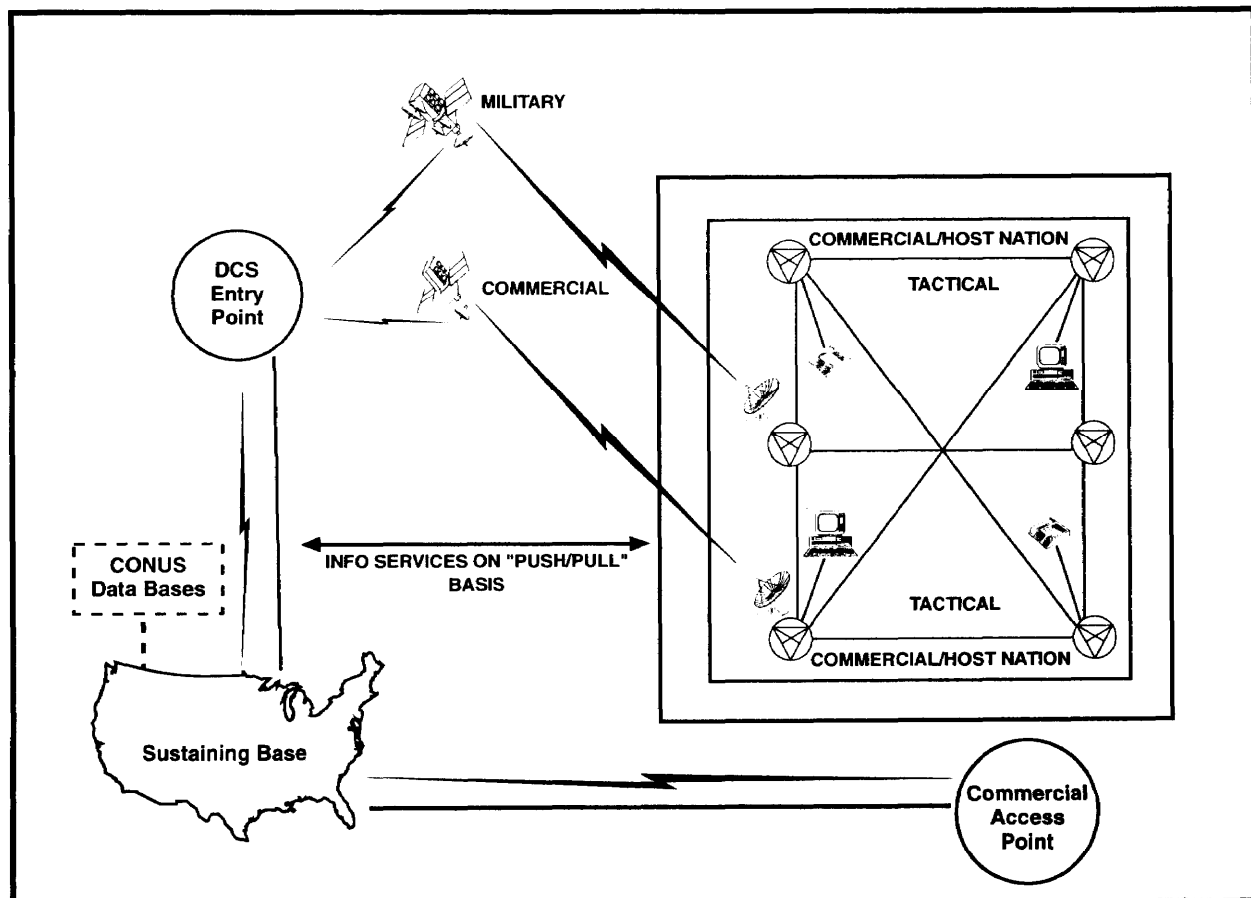 MILITARY
COMMERCIAL
DCS
Entry
Point
COMMERCIAL/HOST NATION
TACTICAL
INFO SERVICES ON "PUSH/PULL"
BASIS
CONUS
Data Bases
TACTICAL
COMMERCIAL/HOST NATION
Sustaining Base
Commercial
Access
Point